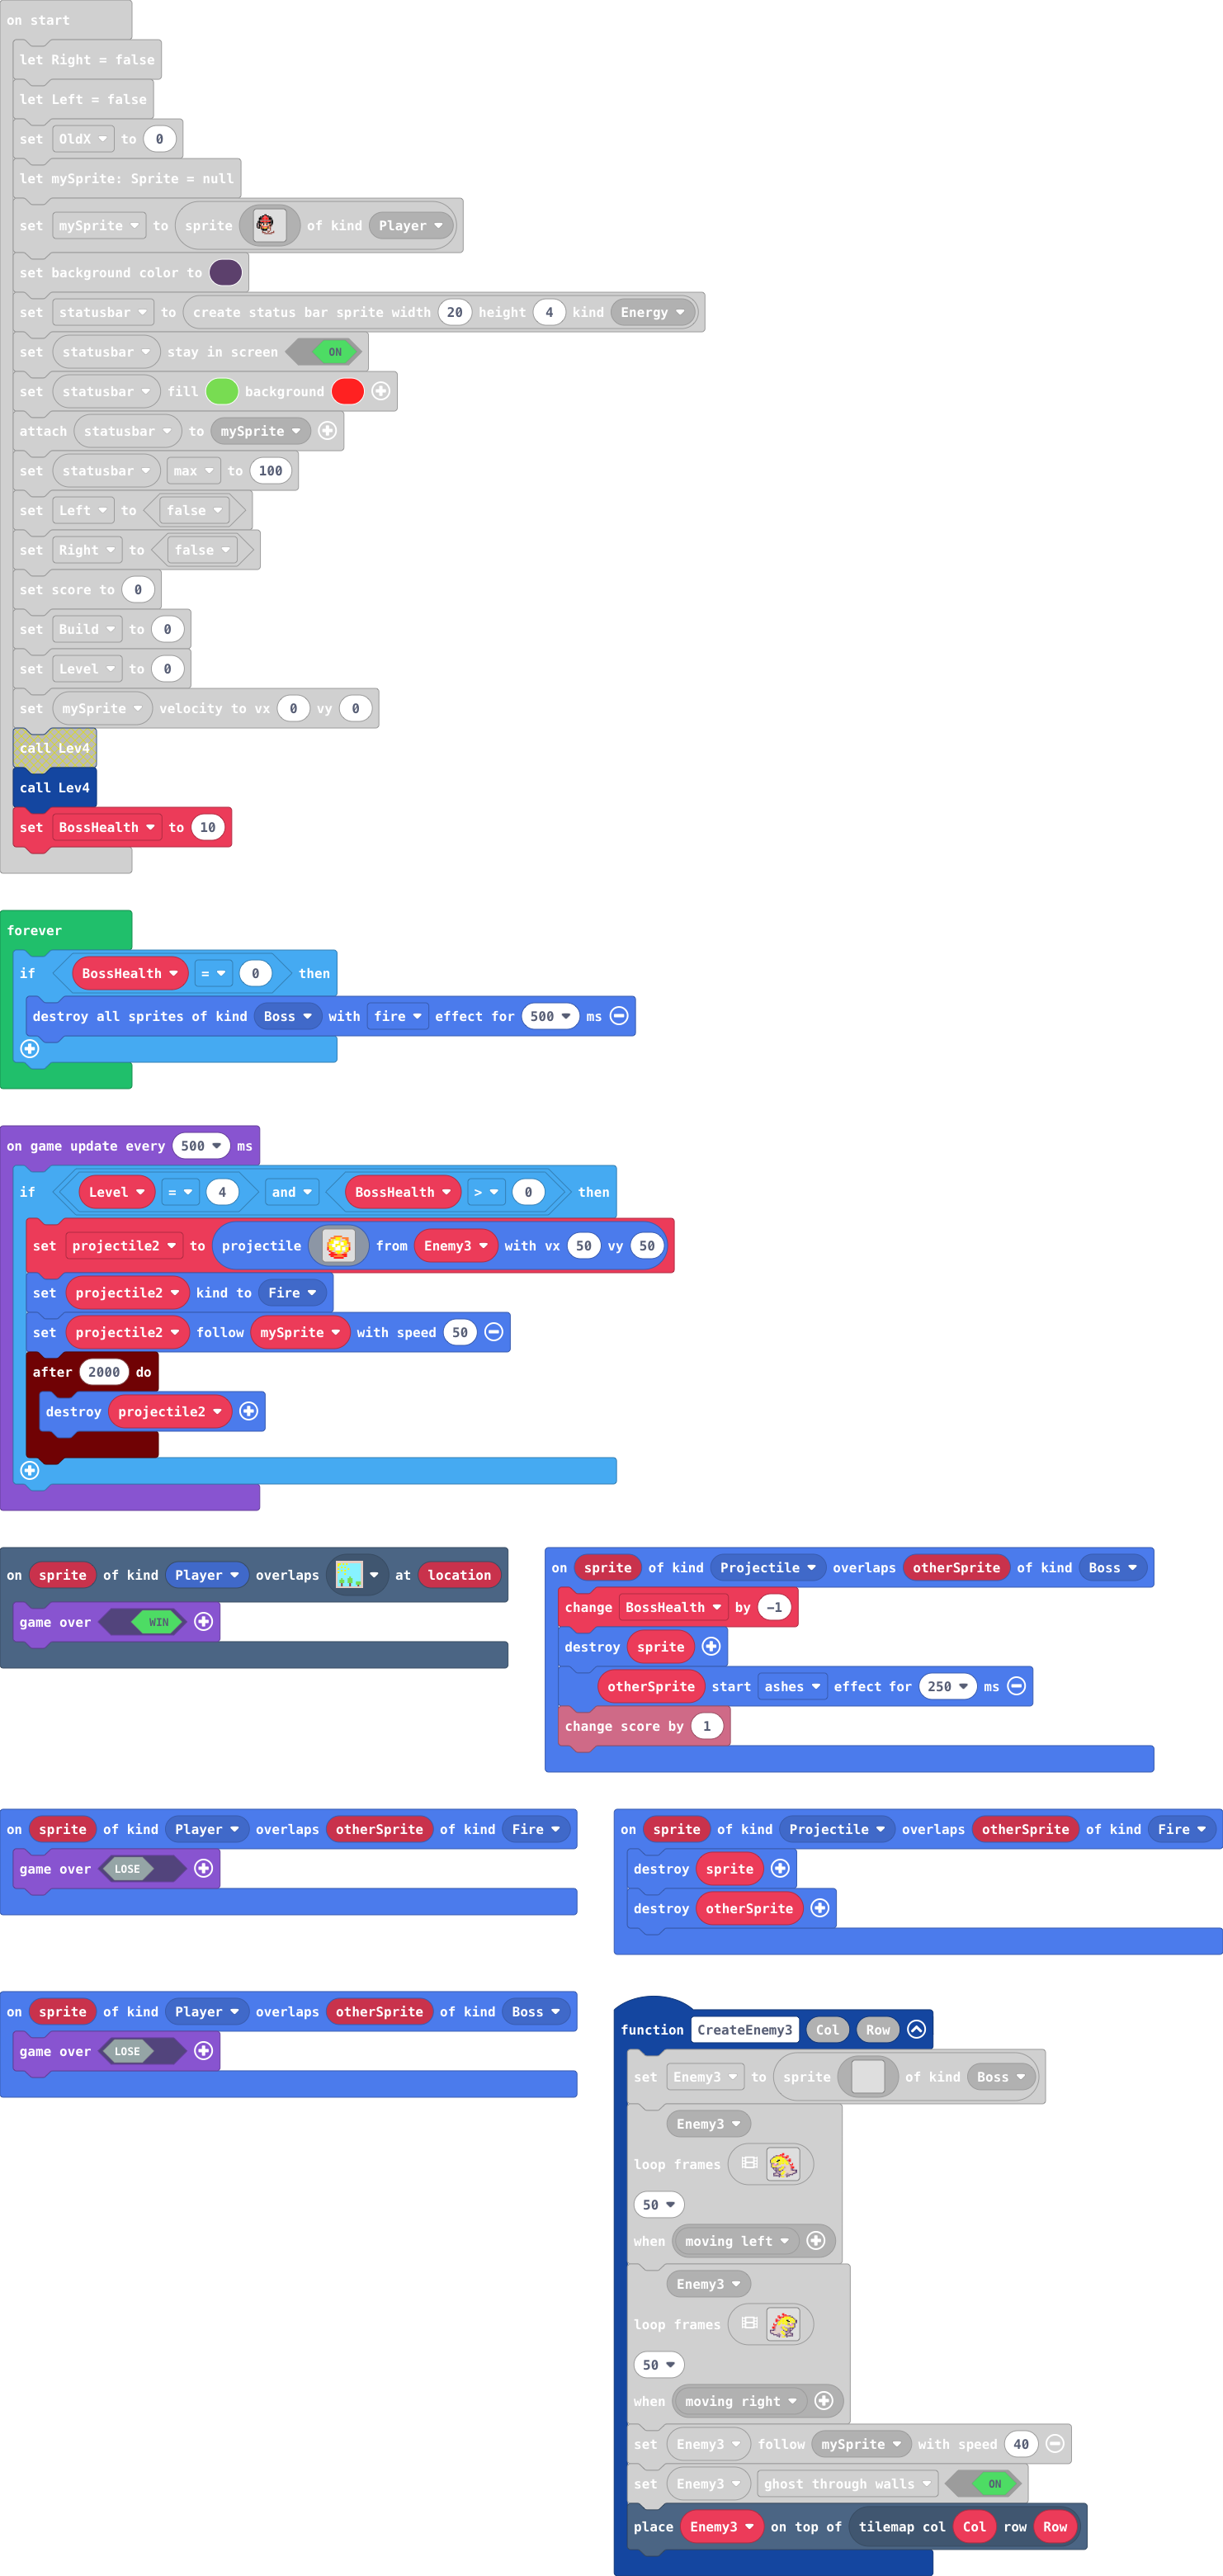 on start
let Right = false
let Left = false
set OldX to 0
let mySprite: Sprite = null
set mySprite to sprite of kind Player
set background color to
set statusbar to create status bar sprite width 20 height 4 kind Energy
set statusbar stay in screen ON
set statusbar fill background
attach statusbar to mySprite
set statusbar max to 100
set Left to false
set Right to false
set score to 0
set Build to 0
set Level to 0
set mySprite velocity to vx 0 vy 0
call Lev4
call Lev4
set BossHealth to 10
forever
if BossHealth = 0 then
destroy all sprites of kind Boss with fire effect for 500 ms
on game update every 500 ms
if Level = 4 and BossHealth > 0 then
set projectile2 to projectile from Enemy3 with vx 50 vy 50
set projectile2 kind to Fire
set projectile2 follow mySprite with speed 50
after 2000 do
destroy projectile2
on sprite of kind Player overlaps at location
game over WIN
on sprite of kind Projectile overlaps otherSprite of kind Boss
change BossHealth by -1
destroy sprite
otherSprite start ashes effect for 250 ms
change score by 1
on sprite of kind Player overlaps otherSprite of kind Fire
game over LOSE
on sprite of kind Projectile overlaps otherSprite of kind Fire
destroy sprite
destroy otherSprite
on sprite of kind Player overlaps otherSprite of kind Boss
game over LOSE
function CreateEnemy3 Col Row
set Enemy3 to sprite of kind Boss
Enemy3
loop frames
50
when moving left
Enemy3
loop frames
50
when moving right
set Enemy3 follow mySprite with speed 40
set Enemy3 ghost through walls ON
place Enemy3 on top of tilemap col Col row Row